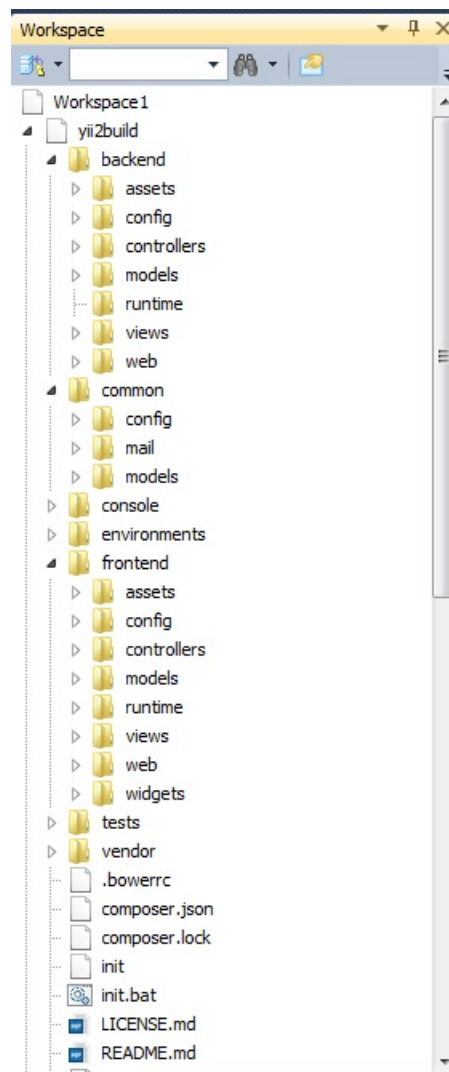 Workspace
Workspace1
yii2build
backend
assets
config
controllers
models
runtime
views
web
common
config
mail
models
console
environments
frontend
assets
config
controllers
models
runtime
views
web
widgets
tests
vendor
.bowerrc
composer.json
composer.lock
init
init.bat
LICENSE.md
README.md